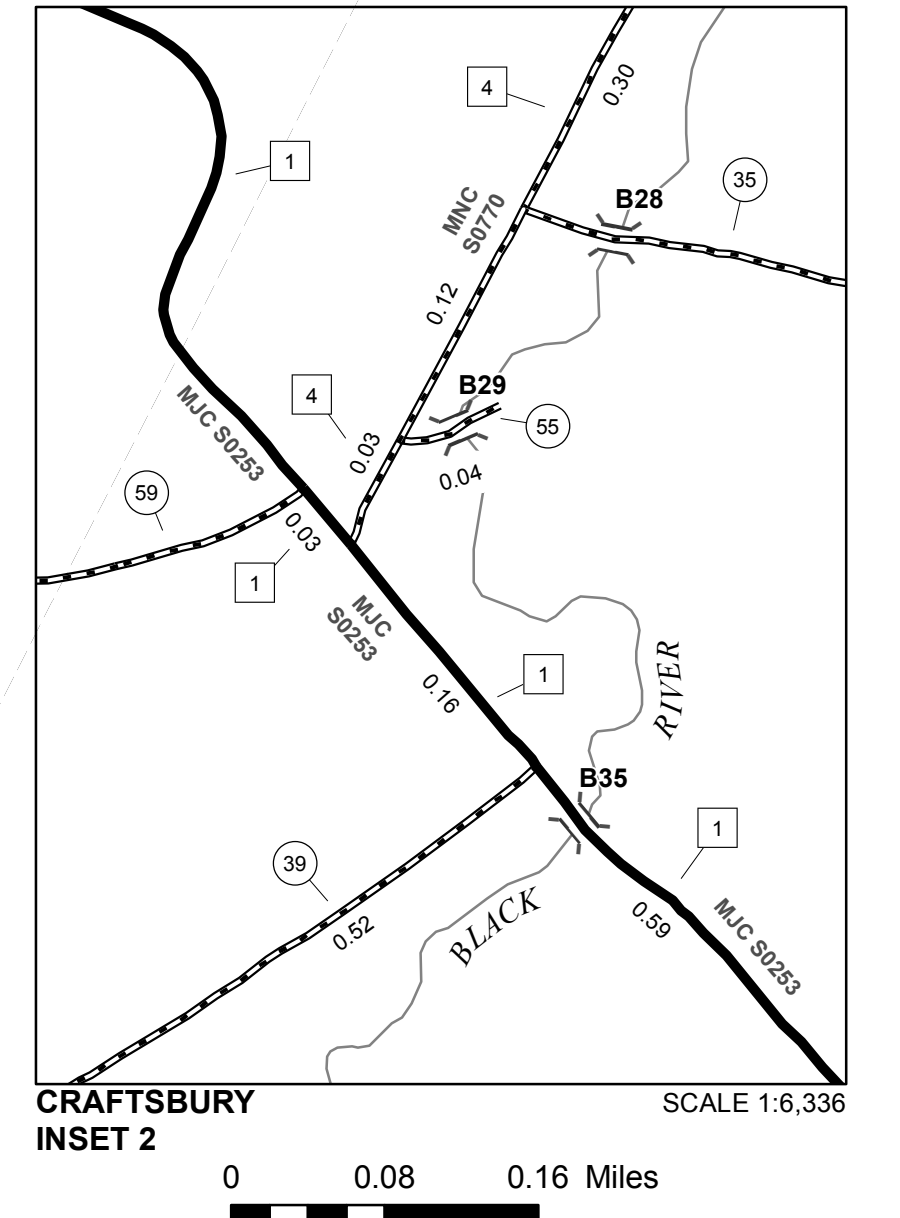 4
0.30
1
35
B28
MNC
S0770
0.12
B29
4
55
MJC S0253
0.03
0.04
59
0.03
1
MJC
S0253
1
0.16
RIVER
B35
1
39
BLACK
0.59
0.52
MJC S0253
CRAFTSBURY
INSET 2
SCALE 1:6,336
0 0.08 0.16 Miles